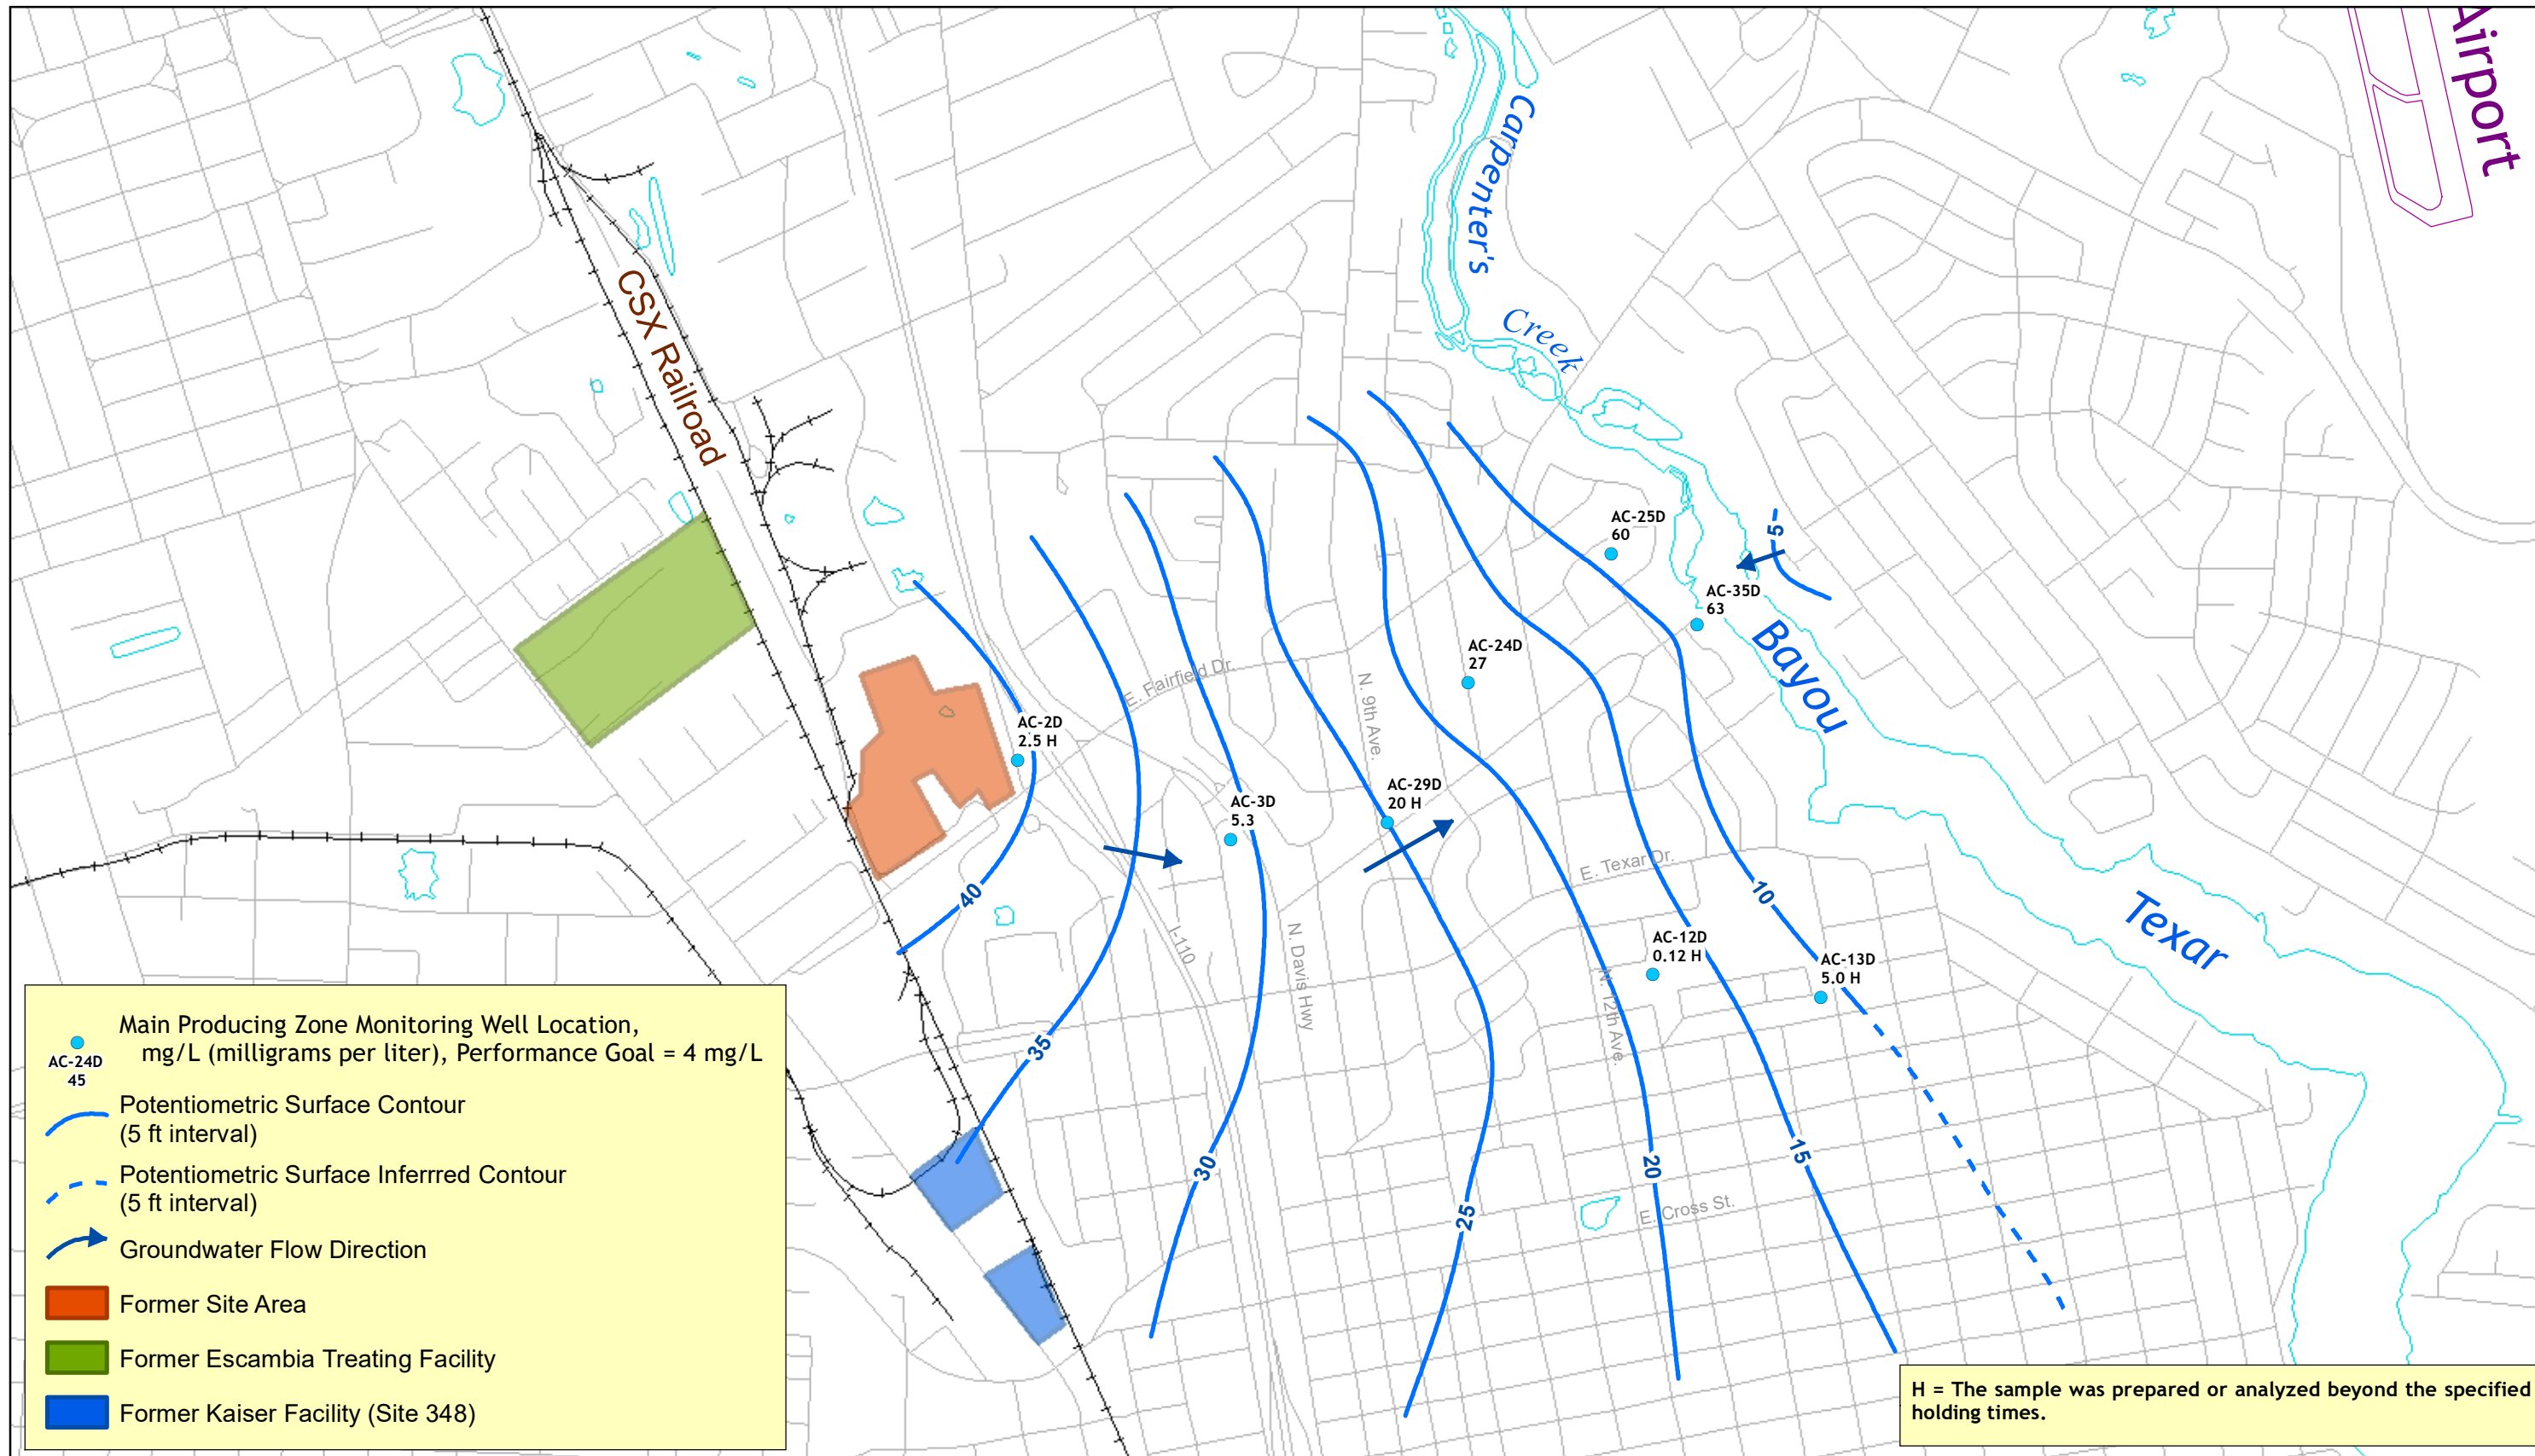 Airport
Carpenter's
Creek
CSX Railroad
5
AC-25D
60
AC-35D
63
Bayou
AC-24D
27
E. Fairfield Dr.
N. 9th Ave.
AC-2D
2.5 H
AC-29D
20 H
AC-3D
5.3
E. Texar Dr.
40
10
Texar
I-110
N. Davis Hwy
AC-12D
0.12 H
AC-13D
5.0 H
N. 12th Ave.
35
30
25
20
15
E. Cross St.
Main Producing Zone Monitoring Well Location,
mg/L (milligrams per liter), Performance Goal = 4 mg/L
AC-24D
45
Potentiometric Surface Contour
(5 ft interval)
Potentiometric Surface Inferrred Contour
(5 ft interval)
Groundwater Flow Direction
Former Site Area
Former Escambia Treating Facility
Former Kaiser Facility (Site 348)
H = The sample was prepared or analyzed beyond the specified
holding times.